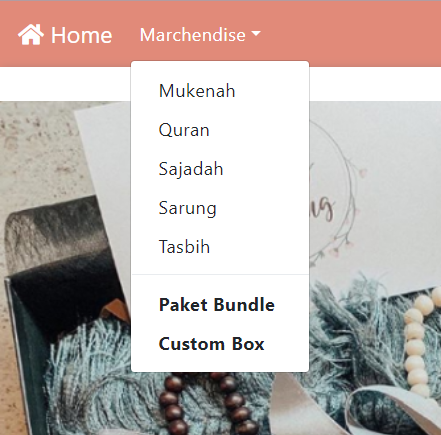 Home
Marchendise
Mukenah
Quran
Sajadah
Sarung
Tasbih
Paket Bundle
Custom Box